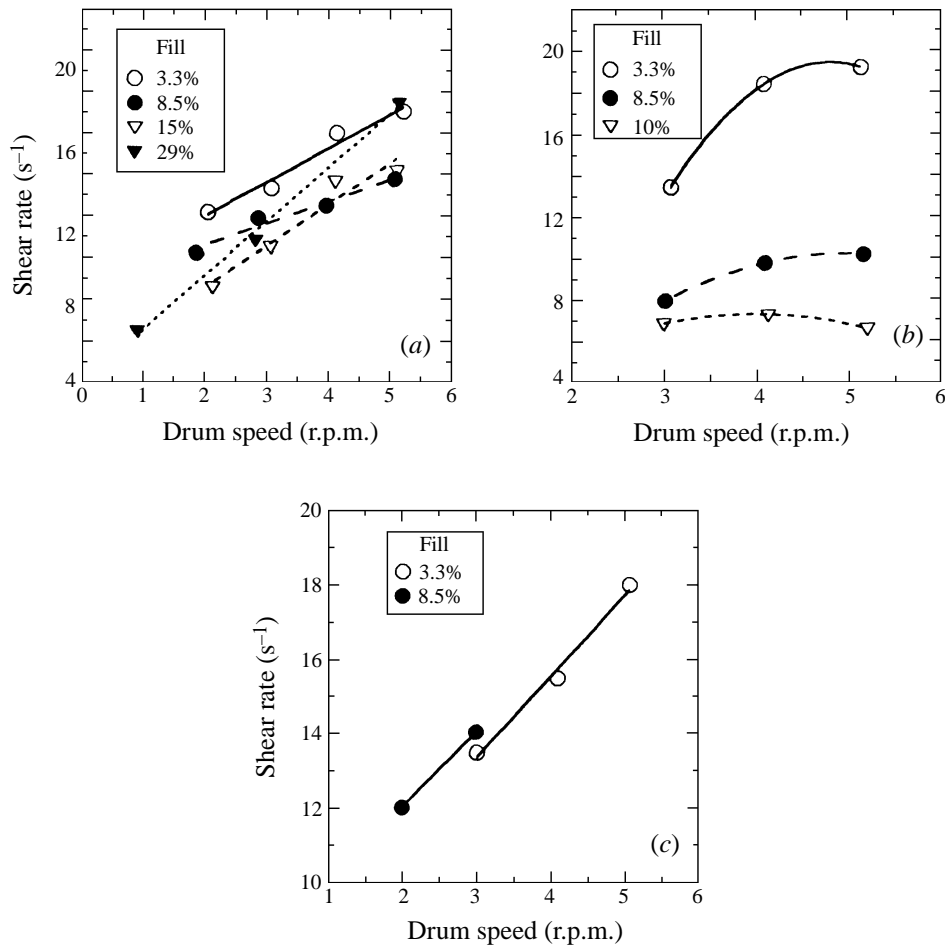 Fill
3.3%
8.5%
15%
29%
20
16
12
8
4
Shear rate (s⁻¹)
(a)
0 1 2 3 4 5 6
Drum speed (r.p.m.)
Fill
3.3%
8.5%
10%
20
16
12
8
4
(b)
2 3 4 5 6
Drum speed (r.p.m.)
Fill
3.3%
8.5%
20
18
16
14
12
10
Shear rate (s⁻¹)
(c)
1 2 3 4 5 6
Drum speed (r.p.m.)